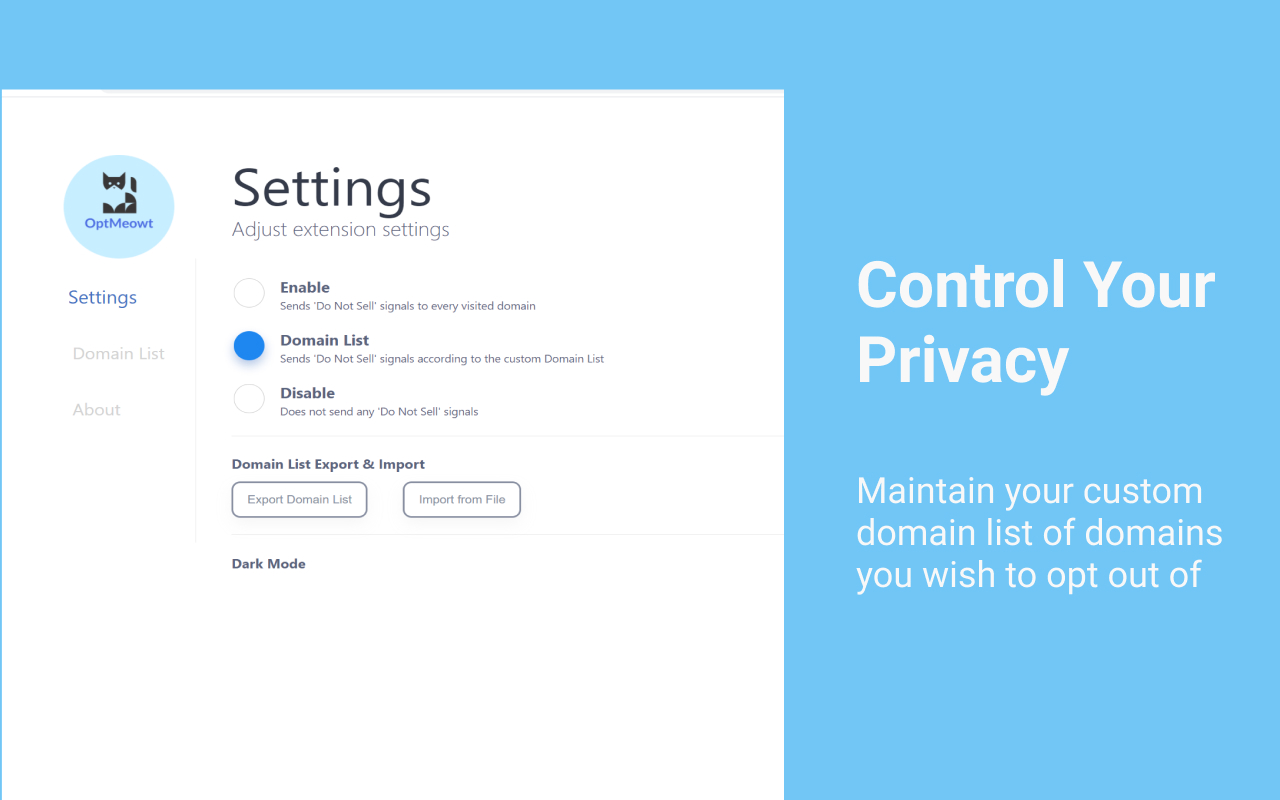 OptMeowt
Settings
Domain List
About
Settings
Adjust extension settings
Enable
Sends 'Do Not Sell' signals to every visited domain
Domain List
Sends 'Do Not Sell' signals according to the custom Domain List
Disable
Does not send any 'Do Not Sell' signals
Domain List Export & Import
Export Domain List
Import from File
Dark Mode
Control Your
Privacy
Maintain your custom
domain list of domains
you wish to opt out of